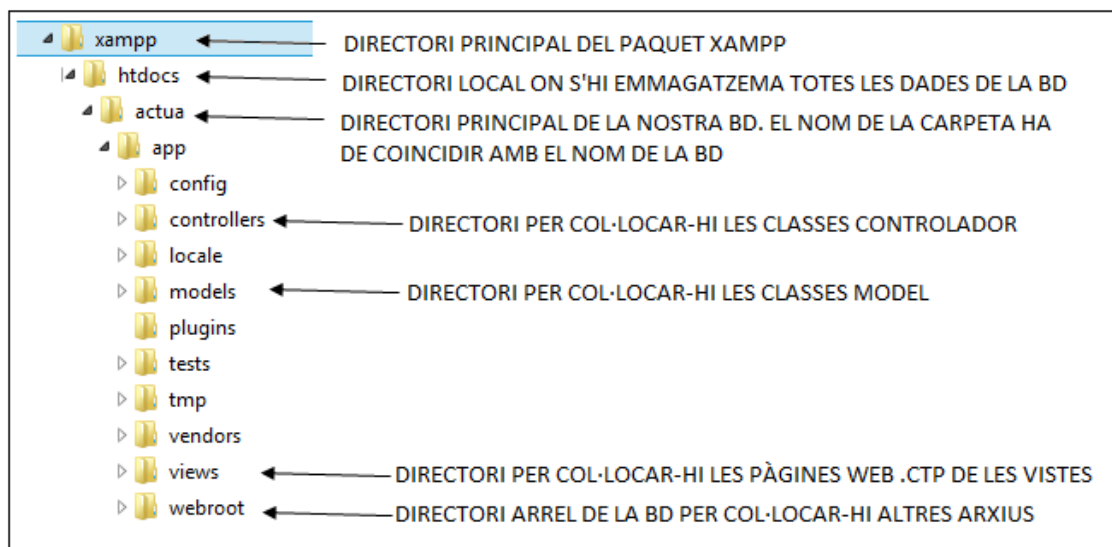 xampp DIRECTORI PRINCIPAL DEL PAQUET XAMPP
htdocs DIRECTORI LOCAL ON S'HI EMMAGATZEMA TOTES LES DADES DE LA BD
actua DIRECTORI PRINCIPAL DE LA NOSTRA BD. EL NOM DE LA CARPETA HA
app DE COINCIDIR AMB EL NOM DE LA BD
config
controllers DIRECTORI PER COL·LOCAR-HI LES CLASSES CONTROLADOR
locale
models DIRECTORI PER COL·LOCAR-HI LES CLASSES MODEL
plugins
tests
tmp
vendors
views DIRECTORI PER COL·LOCAR-HI LES PÀGINES WEB .CTP DE LES VISTES
webroot DIRECTORI ARREL DE LA BD PER COL·LOCAR-HI ALTRES ARXIUS